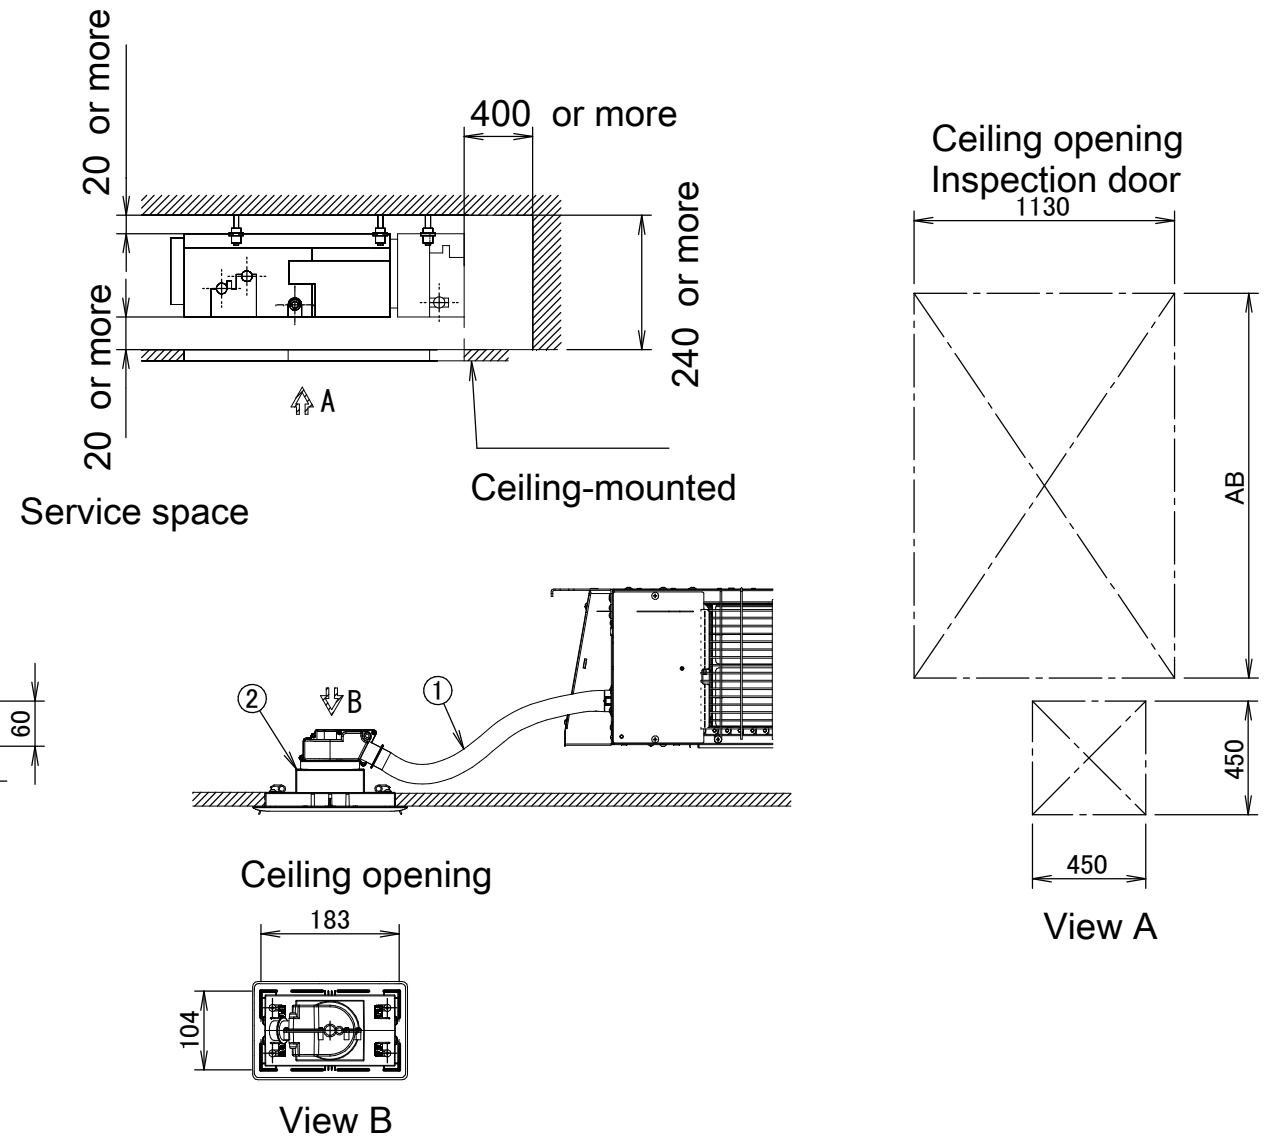 20 or more
400 or more
Ceiling opening
Inspection door
1130
240 or more
20 or more
A
AB
Ceiling-mounted
Service space
60
2
B
1
450
450
View A
Ceiling opening
183
104
View B